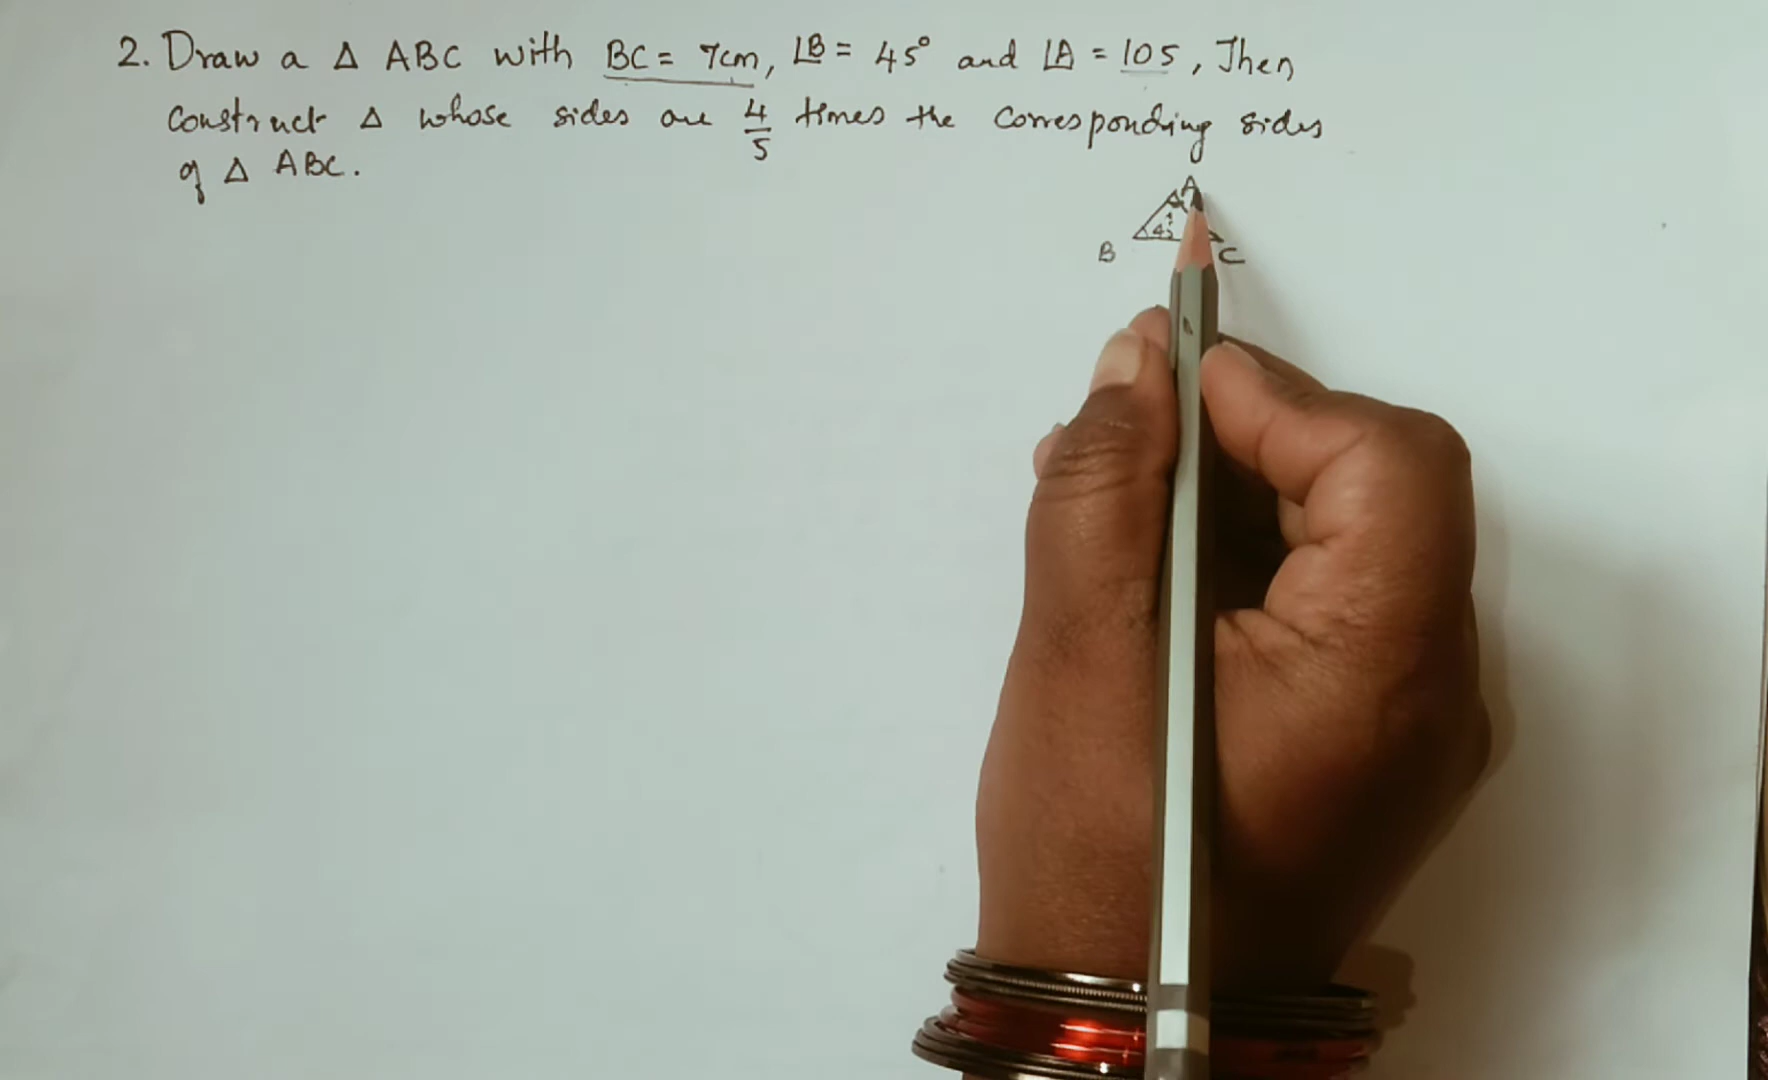 2. Draw a Δ ABC with BC = 7cm, ∠B = 45° and ∠A = 105, Then
construct Δ whose sides are 4/5 times the corresponding sides
of Δ ABC.
A
45
B C